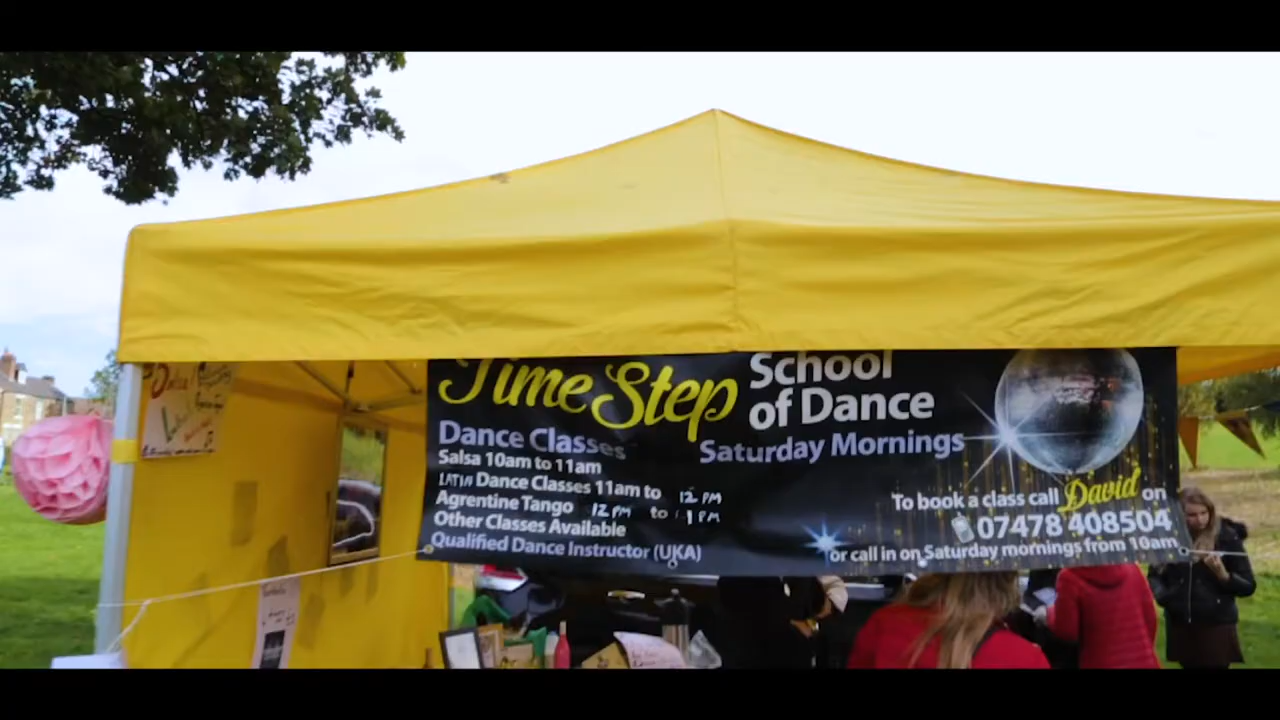 Time Step School
of Dance
Dance Classes Saturday Mornings
Salsa 10am to 11am
LATIN Dance Classes 11am to 12 PM
Agrentine Tango 12 PM to 1 PM
Other Classes Available
Qualified Dance Instructor (UKA)
To book a class call David on
07478 408504
or call in on Saturday mornings from 10am